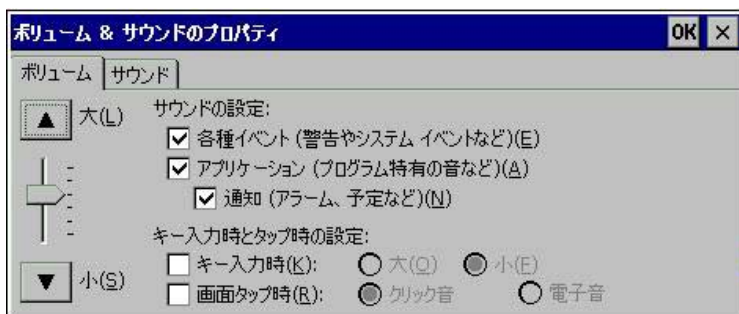 ボリューム & サウンドのプロパティ OK ×
ボリューム サウンド
大(L)
サウンドの設定:
各種イベント (警告やシステム イベントなど)(E)
アプリケーション (プログラム特有の音など)(A)
通知 (アラーム、予定など)(N)
キー入力時とタップ時の設定:
キー入力時(K): 大(O) 小(F)
小(S)
画面タップ時(R): クリック音 電子音